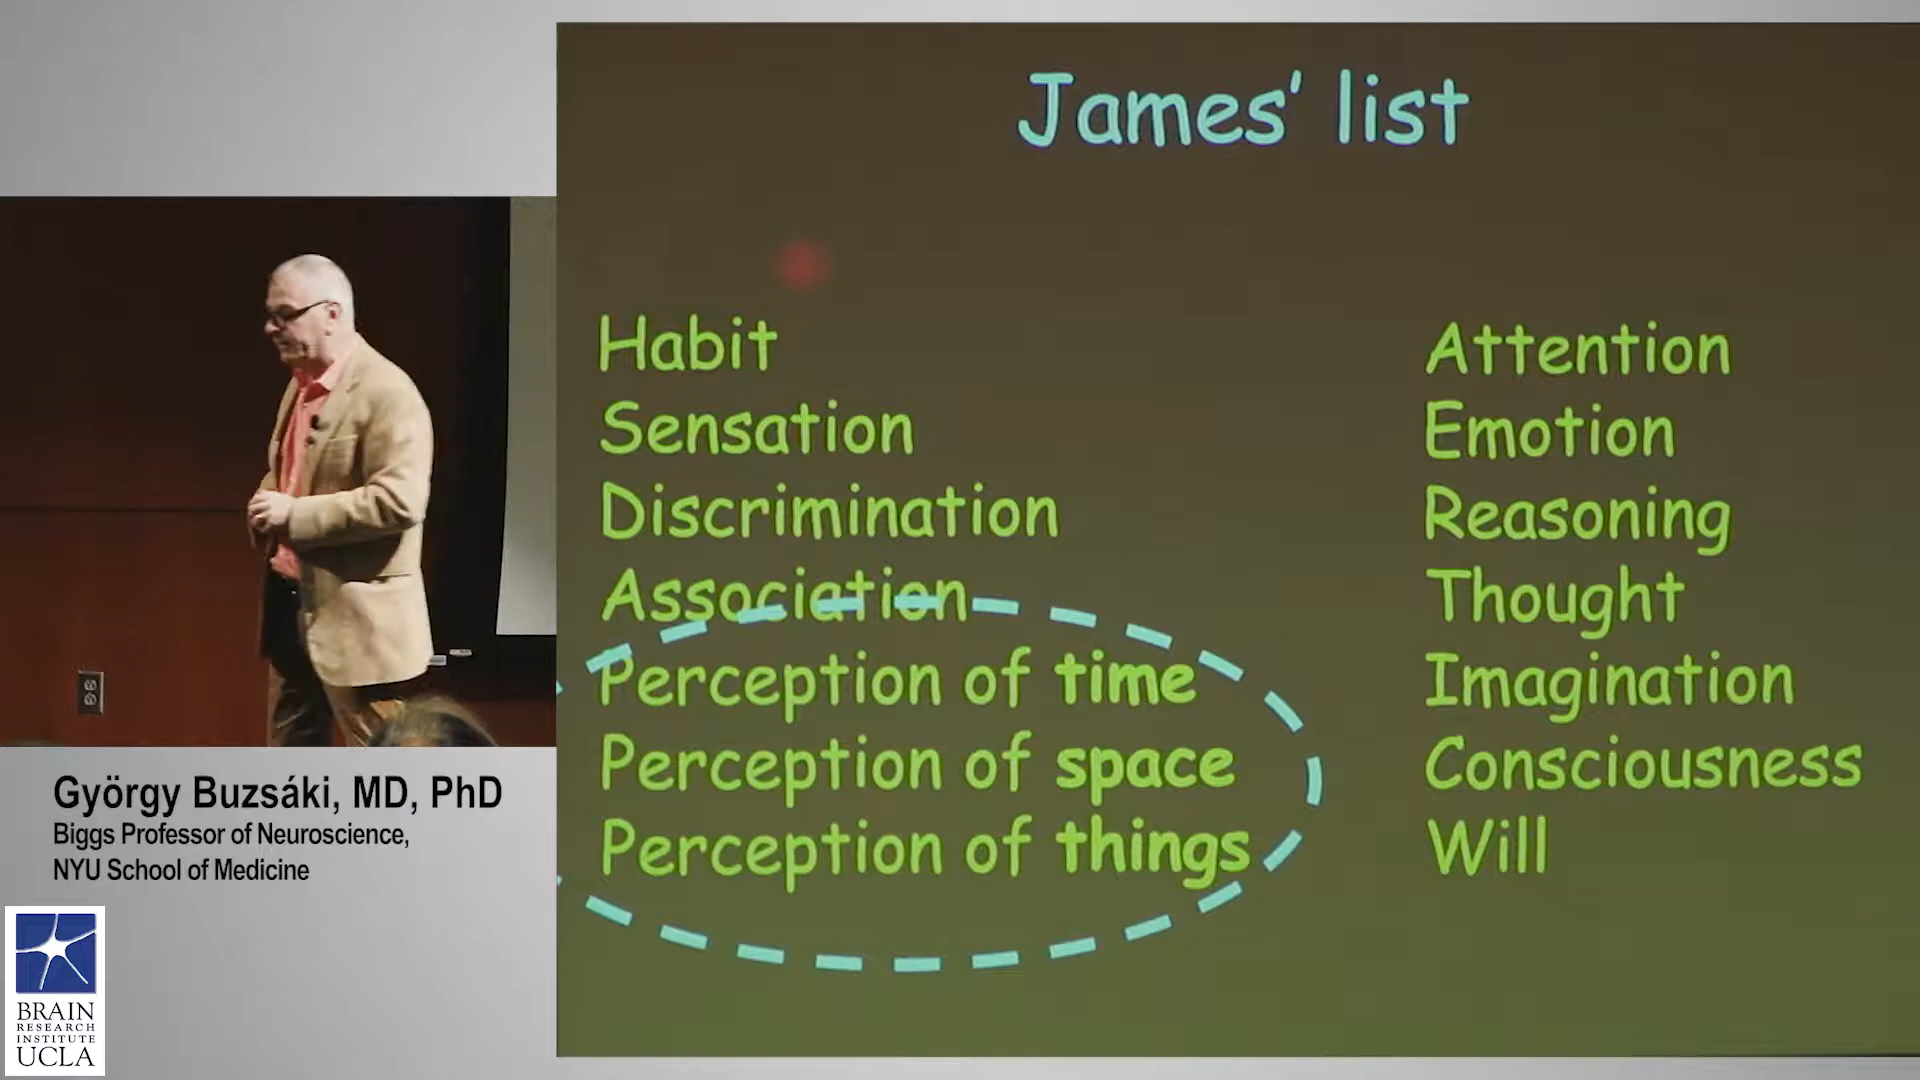 James' list
Habit
Sensation
Discrimination
Association
Perception of time
Perception of space
Perception of things
Attention
Emotion
Reasoning
Thought
Imagination
Consciousness
Will
György Buzsáki, MD, PhD
Biggs Professor of Neuroscience,
NYU School of Medicine
BRAIN
RESEARCH
INSTITUTE
UCLA